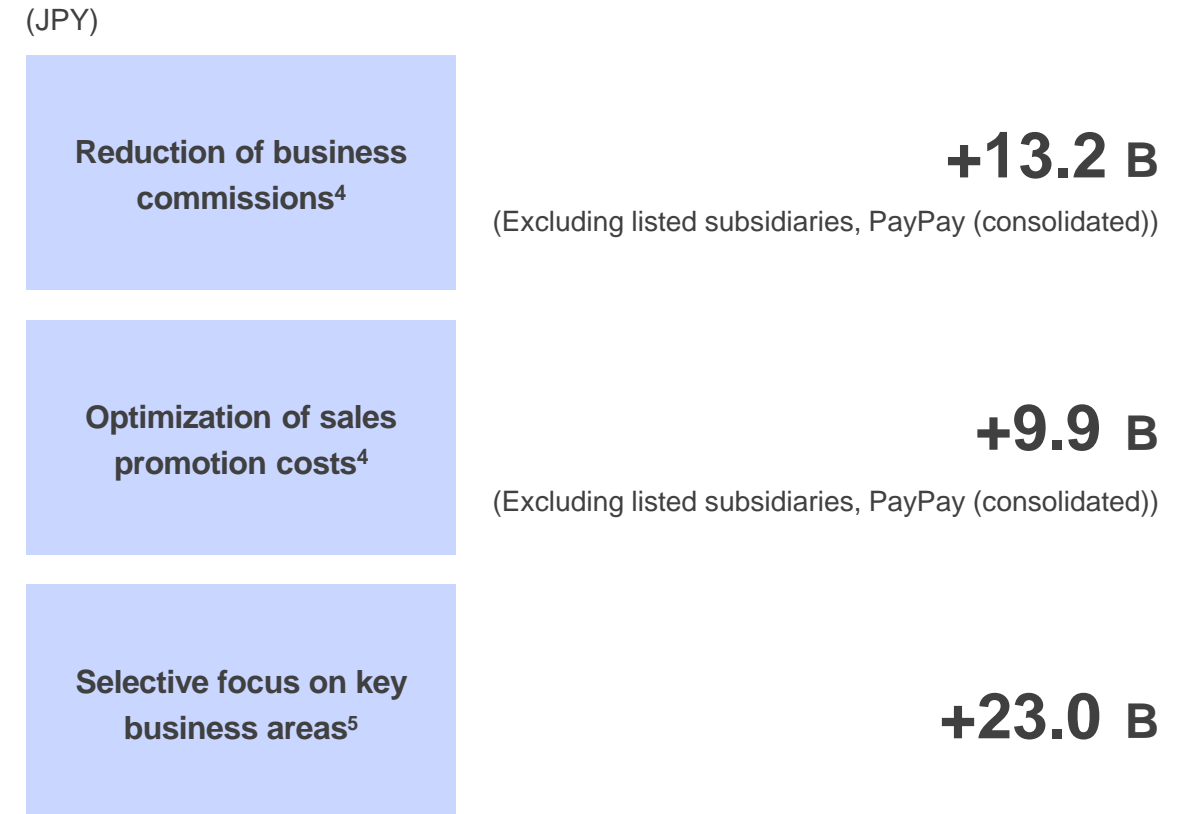 (JPY)
Reduction of business
commissions⁴
+13.2 B
(Excluding listed subsidiaries, PayPay (consolidated))
Optimization of sales
promotion costs⁴
+9.9 B
(Excluding listed subsidiaries, PayPay (consolidated))
Selective focus on key
business areas⁵
+23.0 B